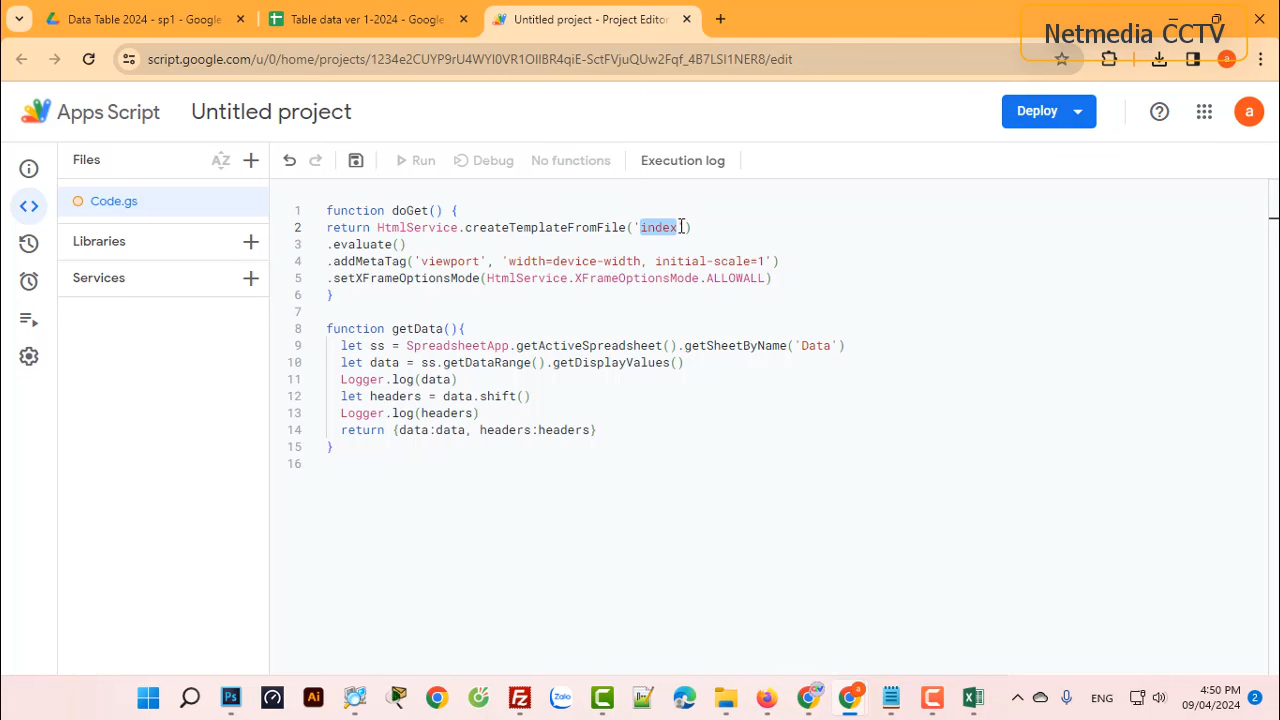 Data Table 2024 - sp1 - Google
Table data ver 1-2024 - Google
Untitled project - Project Editor
Netmedia CCTV
script.google.com/u/0/home/projects/1234e2CUYP9rU4WYI0VR1OIIBR4qiE-SctFVjuQUw2Fqf_4B7LSI1NER8/edit
a
Apps Script
Untitled project
Deploy
a
Files
AZ
Run
Debug
No functions
Execution log
Code.gs
Libraries
Services
1 function doGet() {
2 return HtmlService.createTemplateFromFile('index')
3 .evaluate()
4 .addMetaTag('viewport', 'width=device-width, initial-scale=1')
5 .setXFrameOptionsMode(HtmlService.XFrameOptionsMode.ALLOWALL)
6 }
7
8 function getData(){
9 let ss = SpreadsheetApp.getActiveSpreadsheet().getSheetByName('Data')
10 let data = ss.getDataRange().getDisplayValues()
11 Logger.log(data)
12 let headers = data.shift()
13 Logger.log(headers)
14 return {data:data, headers:headers}
15 }
16
Ps
Ai
Zalo
a
ENG
4:50 PM
09/04/2024
2